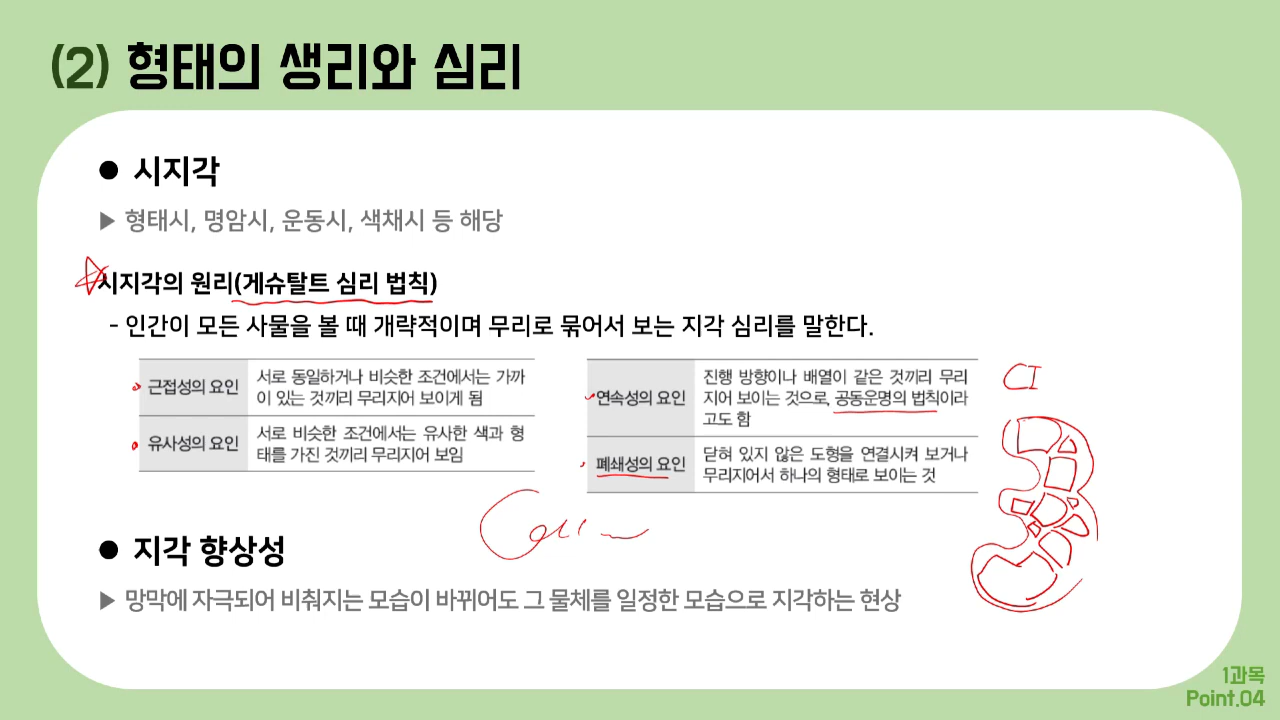 (2) 형태의 생리와 심리
● 시지각
▶ 형태시, 명암시, 운동시, 색채시 등 해당
시지각의 원리(게슈탈트 심리 법칙)
- 인간이 모든 사물을 볼 때 개략적이며 무리로 묶어서 보는 지각 심리를 말한다.
근접성의 요인
서로 동일하거나 비슷한 조건에서는 가까
이 있는 것끼리 무리지어 보이게 됨
유사성의 요인
서로 비슷한 조건에서는 유사한 색과 형
태를 가진 것끼리 무리지어 보임
연속성의 요인
진행 방향이나 배열이 같은 것끼리 무리
지어 보이는 것으로, 공동운명의 법칙이라
고도 함
폐쇄성의 요인
닫혀 있지 않은 도형을 연결시켜 보거나
무리지어서 하나의 형태로 보이는 것
CI
● 지각 향상성
▶ 망막에 자극되어 비춰지는 모습이 바뀌어도 그 물체를 일정한 모습으로 지각하는 현상
1과목
Point.04